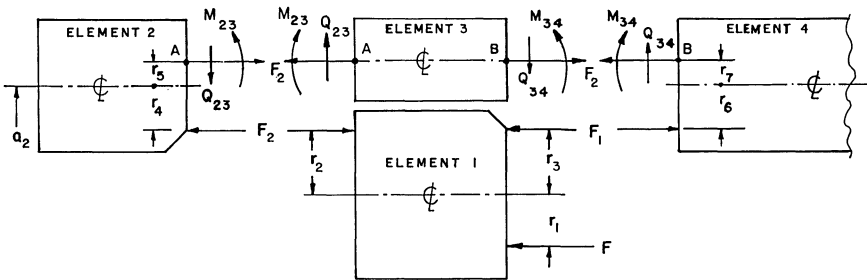 M23 M23 M34 M34
ELEMENT 2 A Q23 A ELEMENT 3 B Q34 B ELEMENT 4
r5 F2 F2 r7
℄ Q23 ℄ Q34 ℄
a2 r4 r6
F2 F1
r2 ELEMENT 1 r3
℄
r1
F